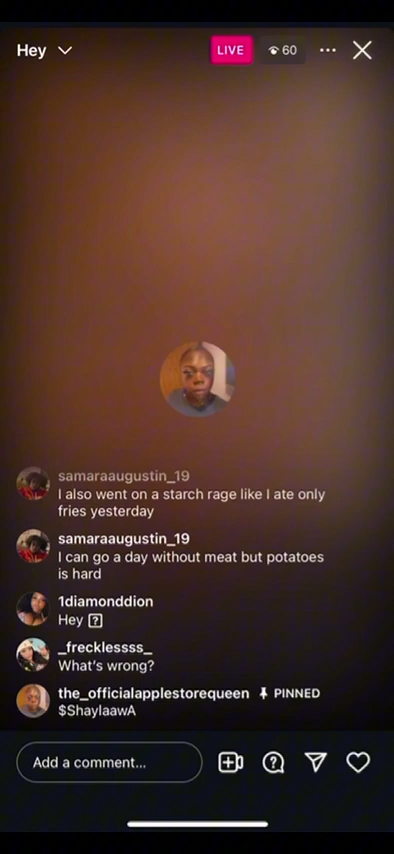 Hey
LIVE
60
samaraaugustin_19
I also went on a starch rage like I ate only
fries yesterday
samaraaugustin_19
I can go a day without meat but potatoes
is hard
1diamonddion
Hey
_frecklessss_
What's wrong?
the_officialapplestorequeen PINNED
$ShaylaawA
Add a comment...